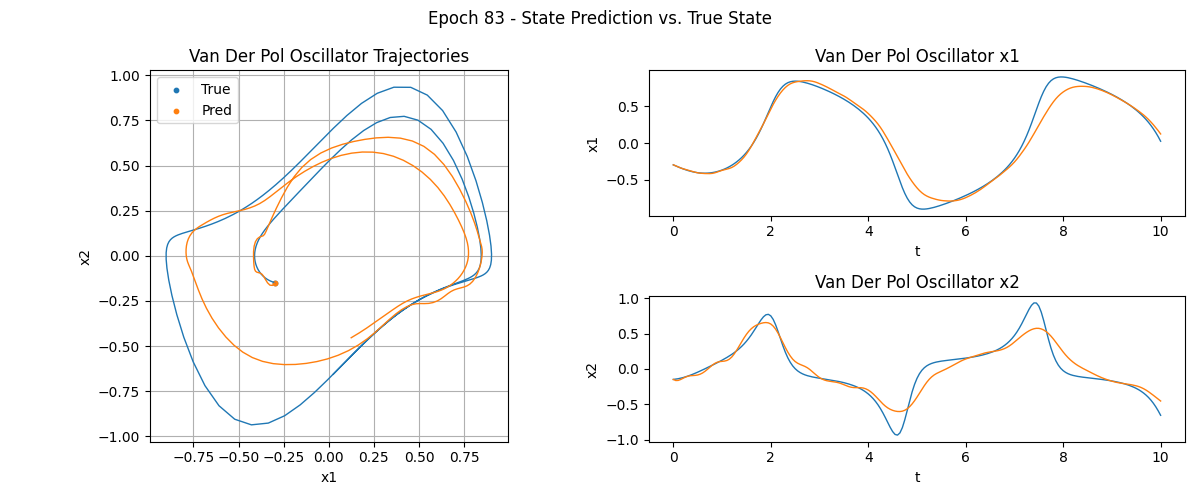 Epoch 83 - State Prediction vs. True State
Van Der Pol Oscillator Trajectories
True
Pred
1.00
0.75
0.50
0.25
0.00
−0.25
−0.50
−0.75
−1.00
x2
−0.75 −0.50 −0.25 0.00 0.25 0.50 0.75
x1
Van Der Pol Oscillator x1
0.5
0.0
−0.5
x1
0 2 4 6 8 10
t
Van Der Pol Oscillator x2
1.0
0.5
0.0
−0.5
−1.0
x2
0 2 4 6 8 10
t